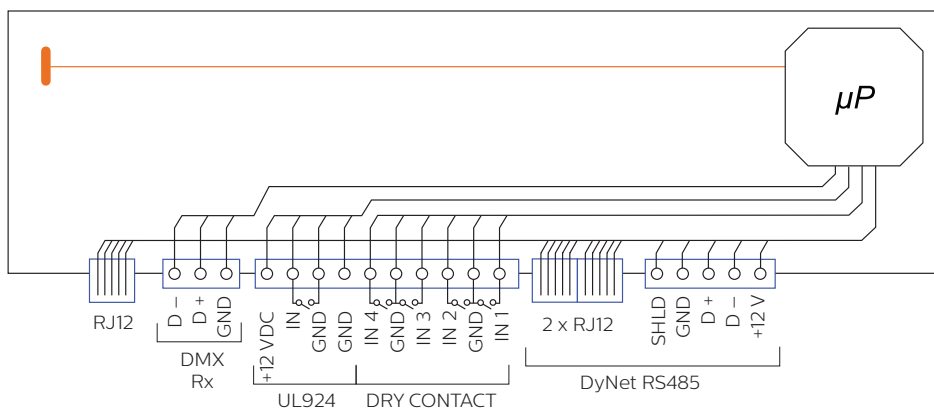 µP
RJ12
D −
D +
GND
DMX
Rx
+12 VDC
IN
GND
GND
UL924
IN 4
GND
IN 3
IN 2
GND
IN 1
DRY CONTACT
2 x RJ12
SHLD
GND
D +
D −
+12 V
DyNet RS485